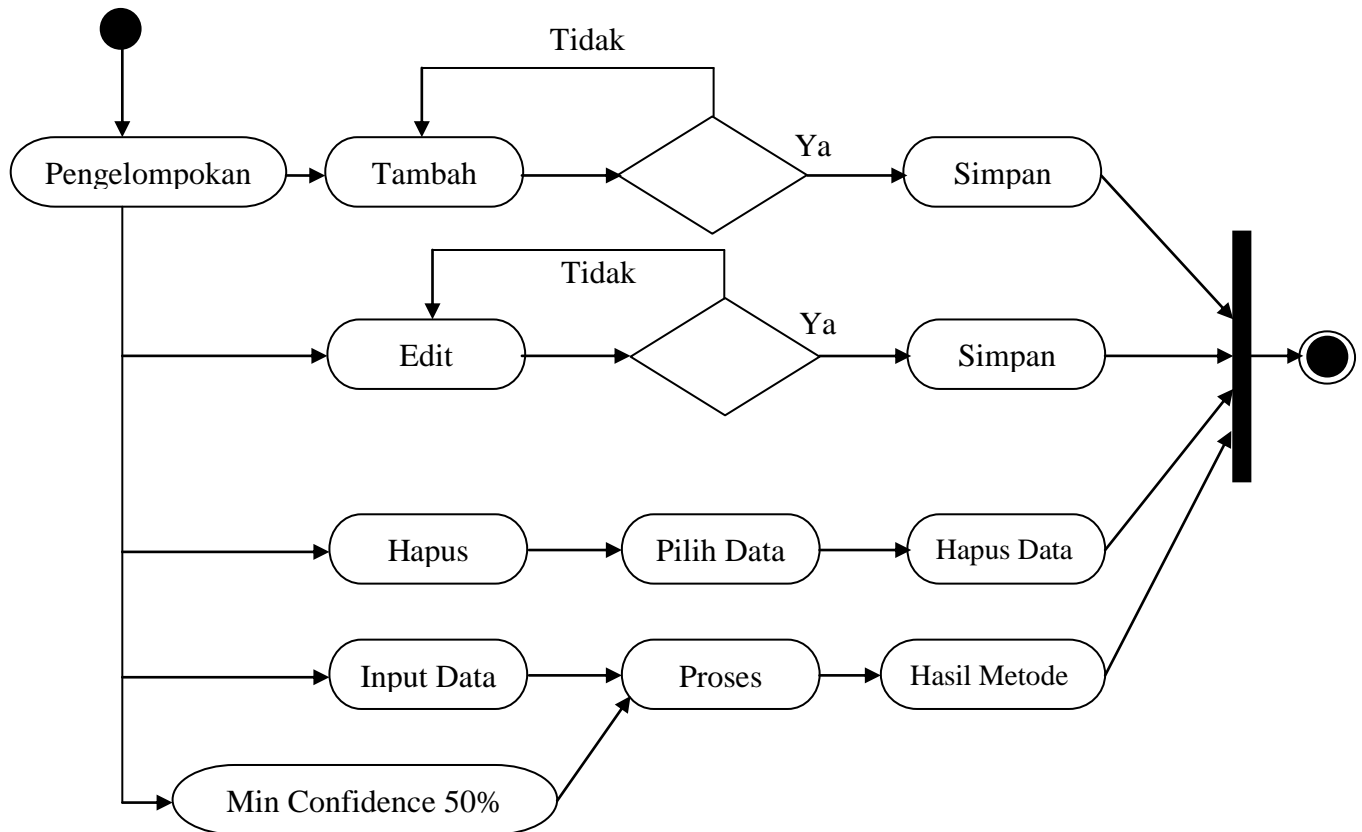 Tidak
Pengelompokan
Tambah
Ya
Simpan
Tidak
Edit
Ya
Simpan
Hapus
Pilih Data
Hapus Data
Input Data
Proses
Hasil Metode
Min Confidence 50%